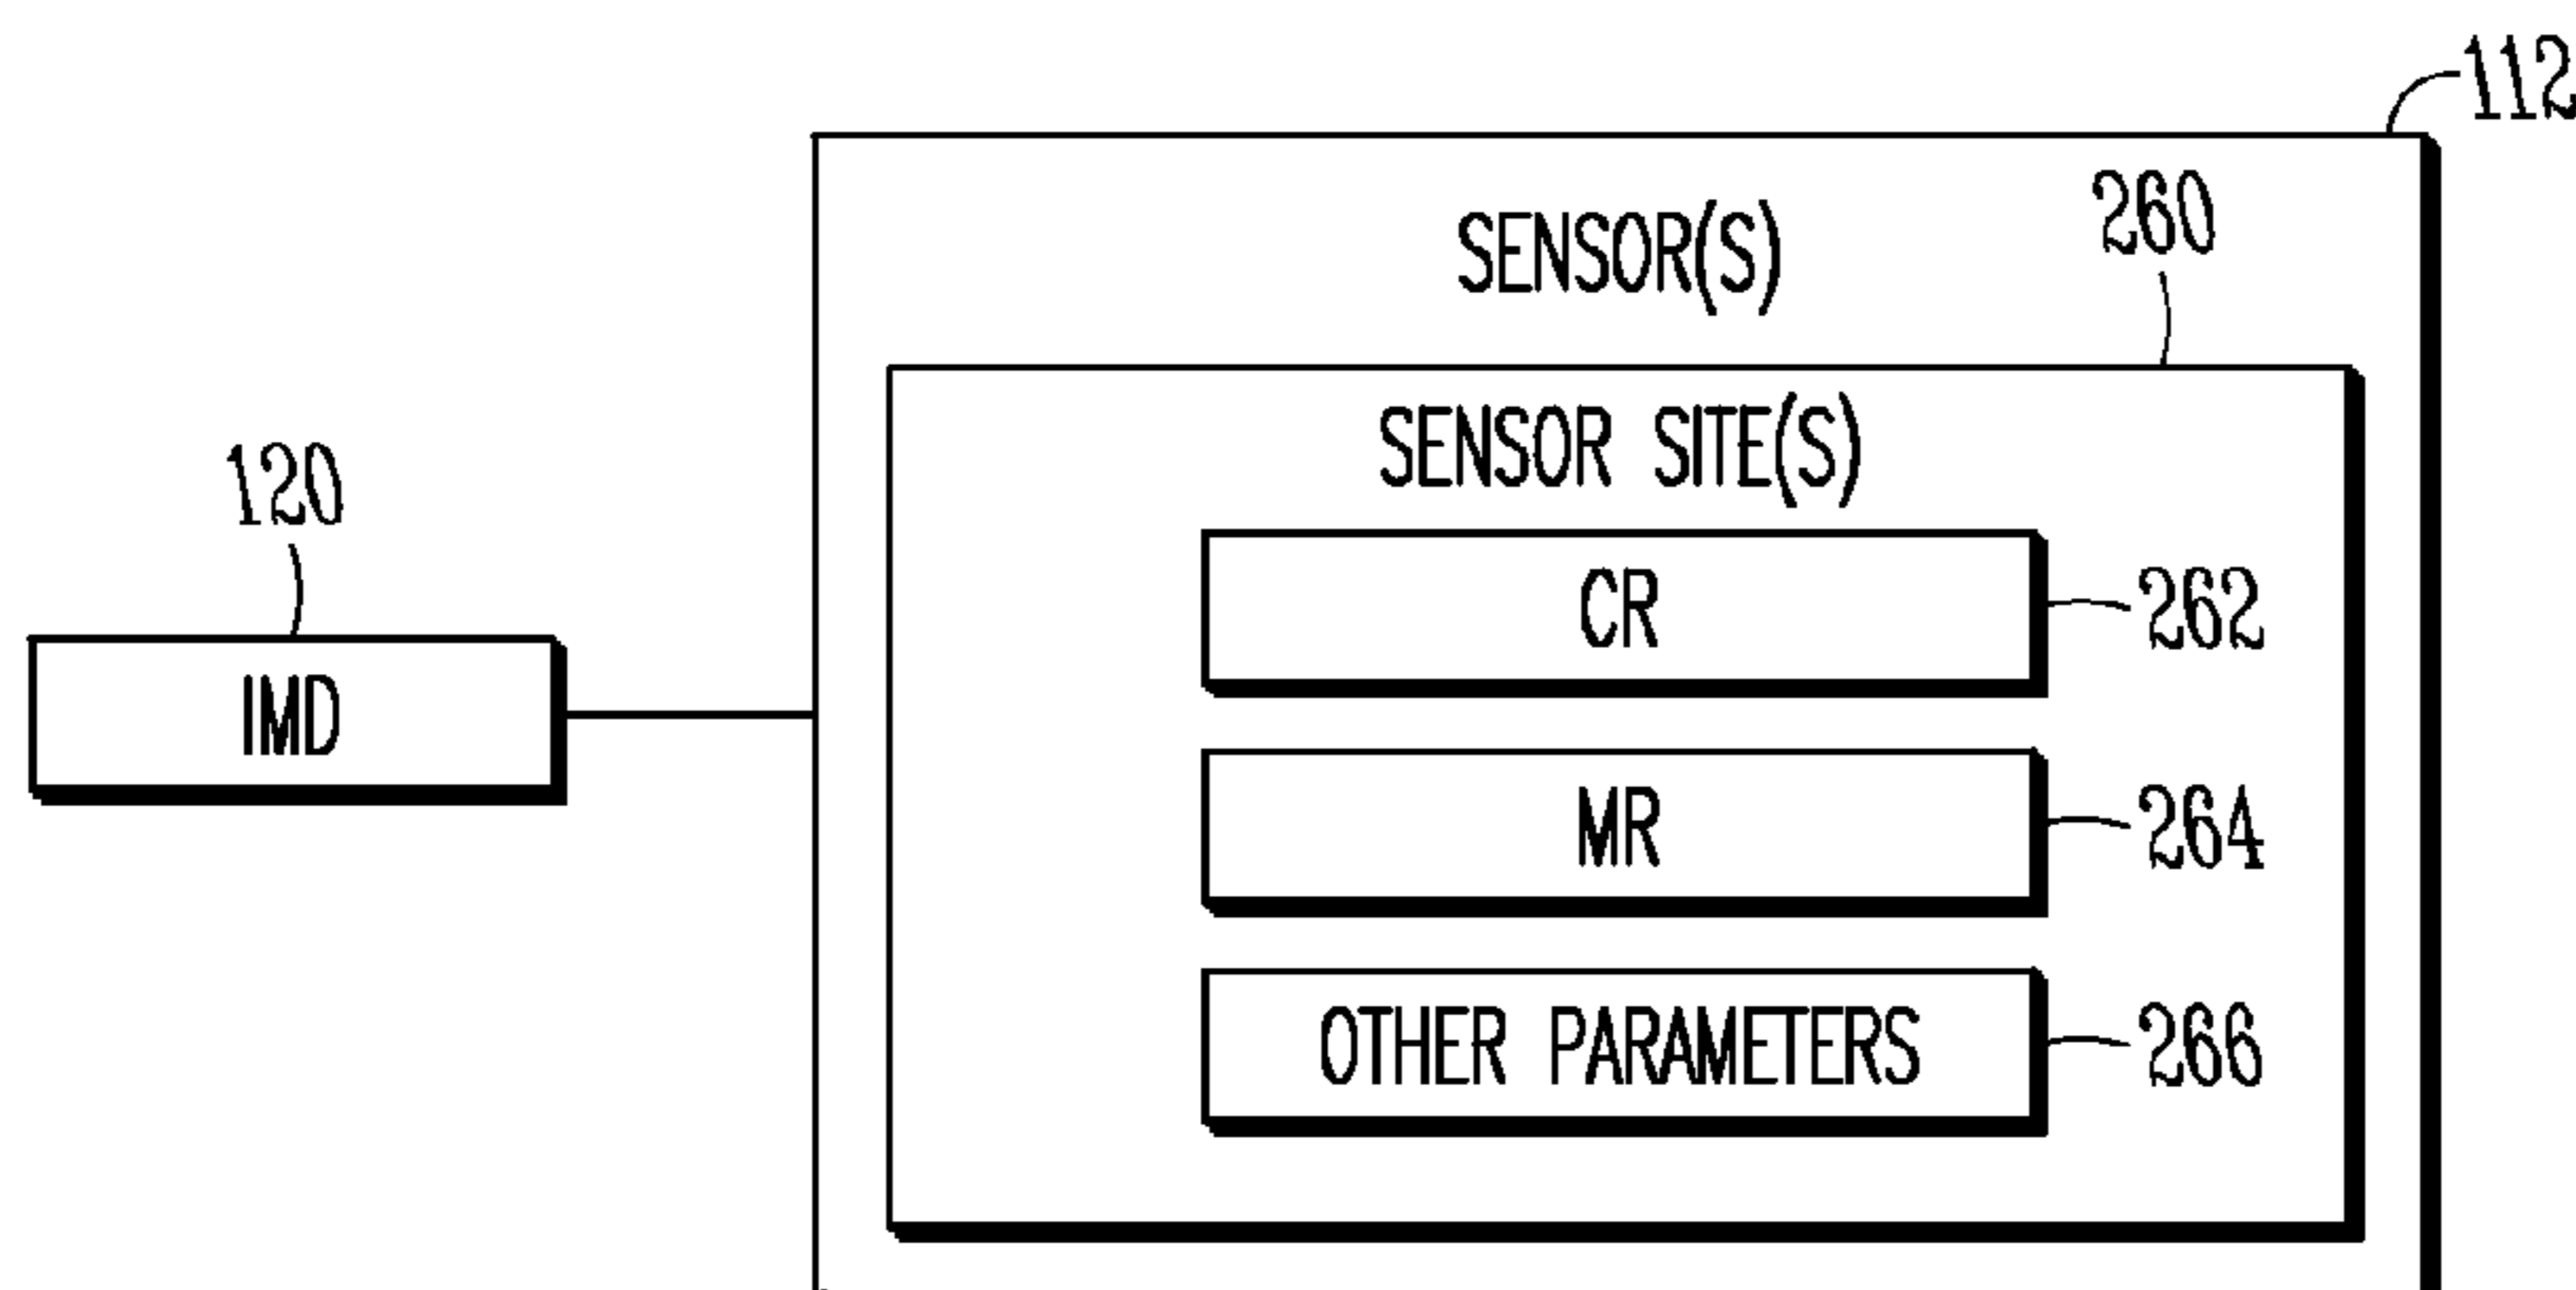 112
SENSOR(S)
260
SENSOR SITE(S)
120
CR
262
IMD
MR
264
OTHER PARAMETERS
266